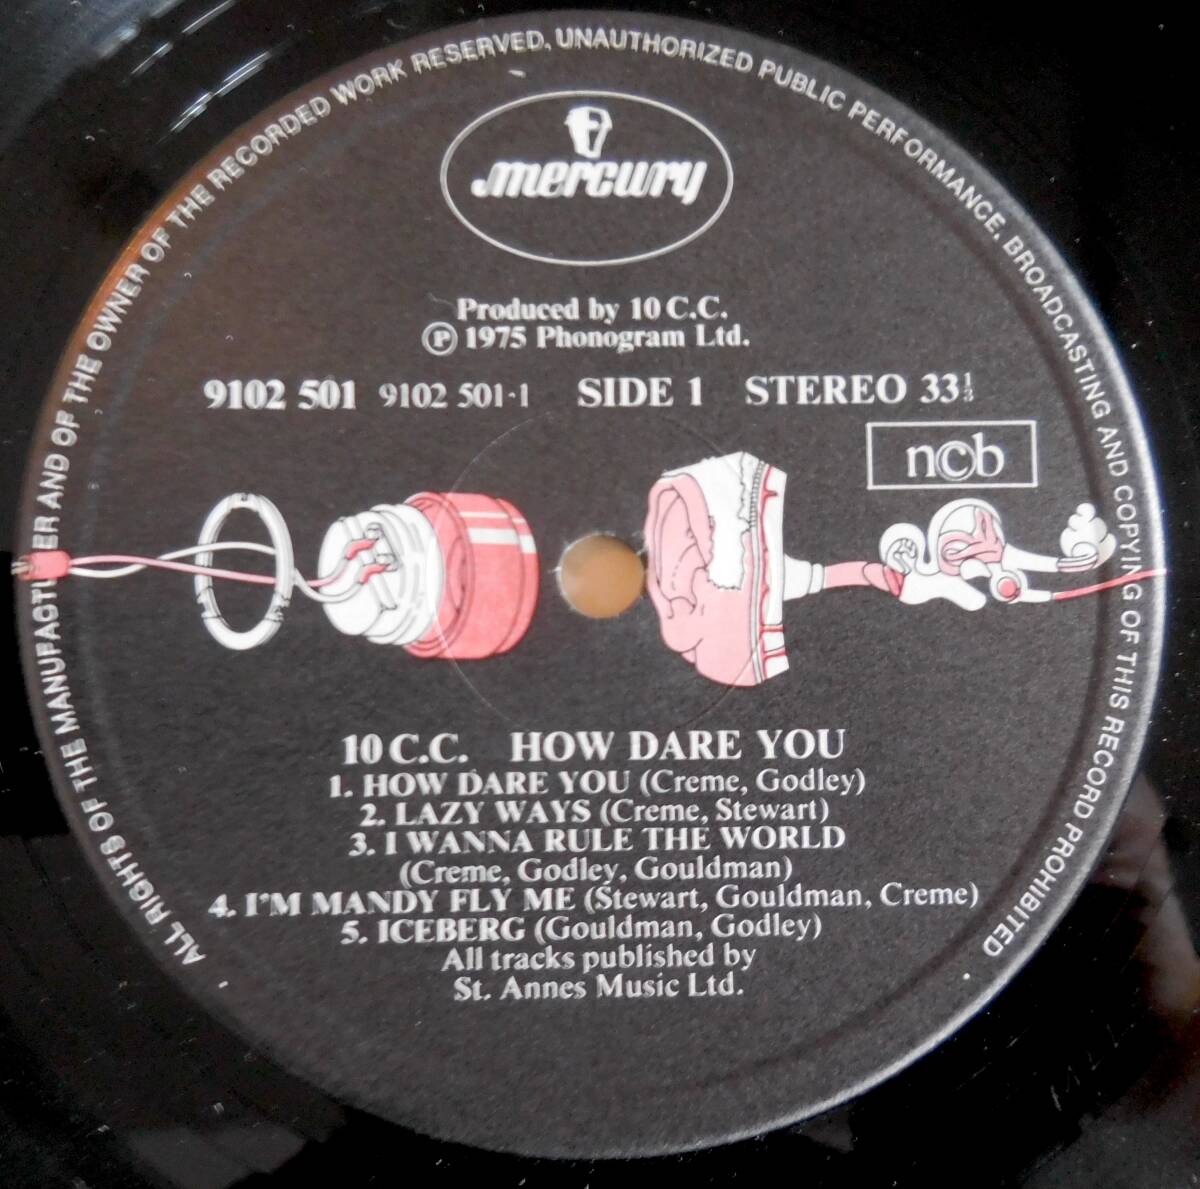 ALL RIGHTS OF THE MANUFACTURER AND OF THE OWNER OF THE RECORDED WORK RESERVED, UNAUTHORIZED PUBLIC PERFORMANCE, BROADCASTING AND COPYING OF THIS RECORD PROHIBITED
mercury
Produced by 10 C.C.
℗ 1975 Phonogram Ltd.
9102 501 9102 501·1 SIDE 1 STEREO 33⅓
n©b
10 C.C. HOW DARE YOU
1. HOW DARE YOU (Creme, Godley)
2. LAZY WAYS (Creme, Stewart)
3. I WANNA RULE THE WORLD
(Creme, Godley, Gouldman)
4. I'M MANDY FLY ME (Stewart, Gouldman, Creme)
5. ICEBERG (Gouldman, Godley)
All tracks published by
St. Annes Music Ltd.